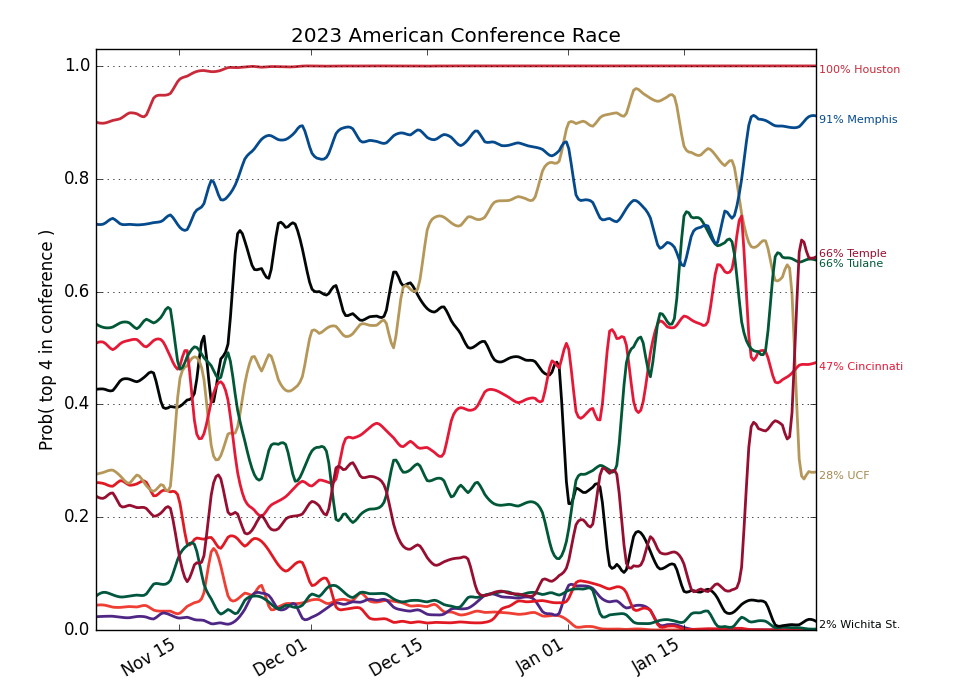 2023 American Conference Race
Prob( top 4 in conference )
1.0
0.8
0.6
0.4
0.2
0.0
100% Houston
91% Memphis
66% Temple
66% Tulane
47% Cincinnati
28% UCF
2% Wichita St.
Nov 15
Dec 01
Dec 15
Jan 01
Jan 15